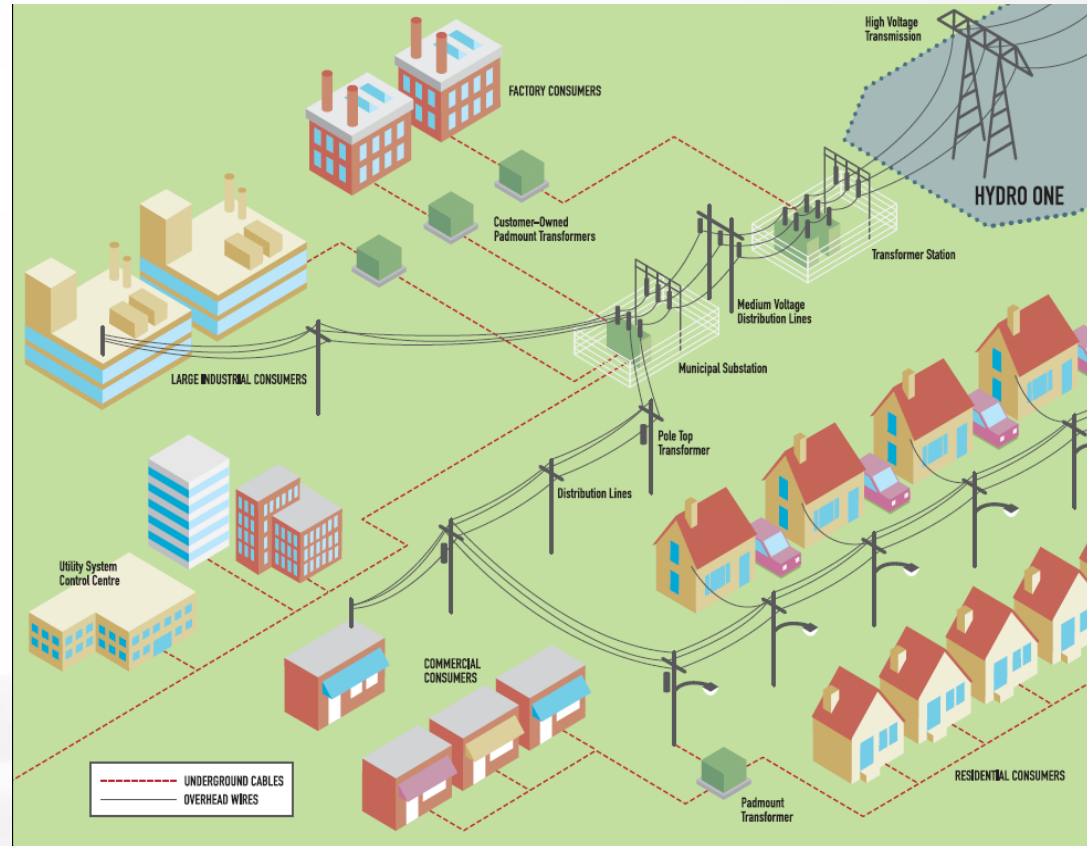 High Voltage
Transmission
FACTORY CONSUMERS
HYDRO ONE
Customer-Owned
Padmount Transformers
Transformer Station
Medium Voltage
Distribution Lines
Municipal Substation
LARGE INDUSTRIAL CONSUMERS
Pole Top
Transformer
Distribution Lines
Utility System
Control Centre
COMMERCIAL
CONSUMERS
RESIDENTIAL CONSUMERS
UNDERGROUND CABLES
OVERHEAD WIRES
Padmount
Transformer